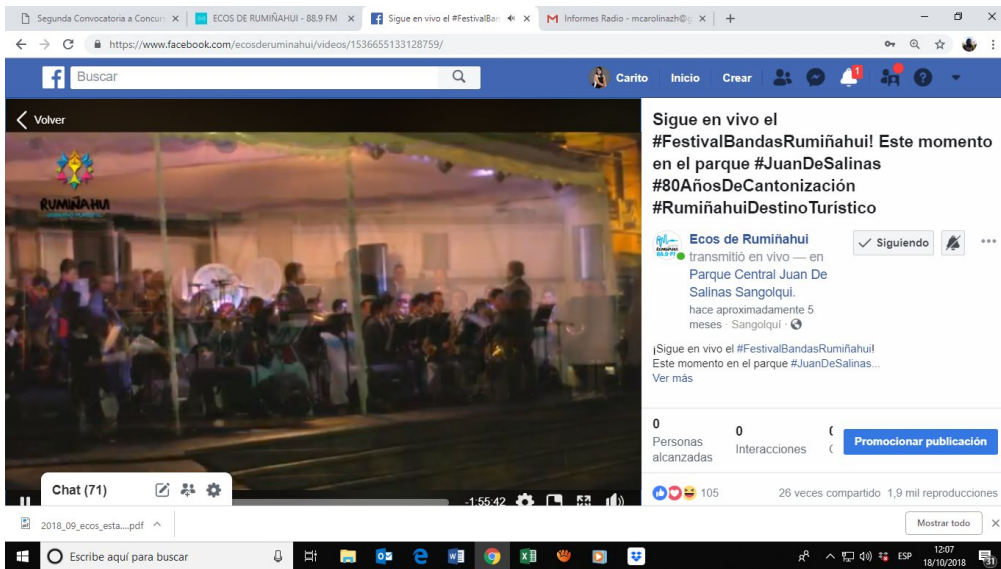 Segunda Convocatoria a Concurs
ECOS DE RUMIÑAHUI - 88.9 FM
Sigue en vivo el #FestivalBan
Informes Radio - mcarolinazh@g
https://www.facebook.com/ecosderuminahui/videos/1536655133128759/
Buscar
Carito Inicio Crear
1
Volver
RUMIÑAHUI
Sigue en vivo el
#FestivalBandasRumiñahui! Este momento
en el parque #JuanDeSalinas
#80AñosDeCantonización
#RumiñahuiDestinoTurístico
Ecos de Rumiñahui
transmitió en vivo — en
Parque Central Juan De
Salinas Sangolquí.
hace aproximadamente 5
meses · Sangolquí ·
Siguiendo
¡Sigue en vivo el #FestivalBandasRumiñahui!
Este momento en el parque #JuanDeSalinas...
Ver más
0
Personas
alcanzadas
0
Interacciones
Promocionar publicación
105
26 veces compartido 1,9 mil reproducciones
Chat (71)
-1:55:42
2018_09_ecos_esta....pdf
Mostrar todo
Escribe aquí para buscar
ESP
12:07
18/10/2018
31